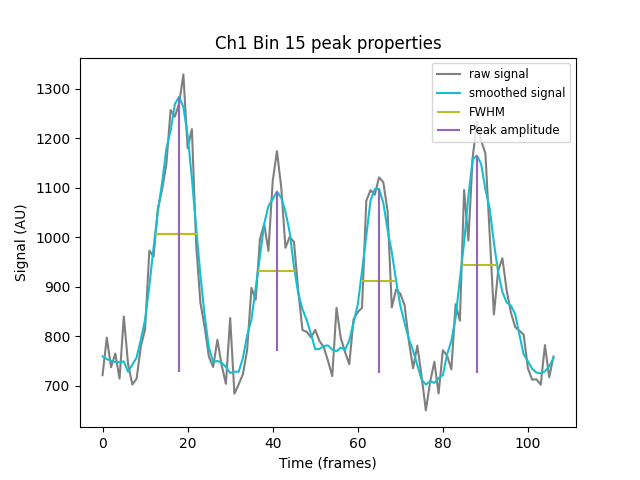 Ch1 Bin 15 peak properties
raw signal
smoothed signal
FWHM
Peak amplitude
1300
1200
1100
1000
900
800
700
Signal (AU)
0 20 40 60 80 100
Time (frames)